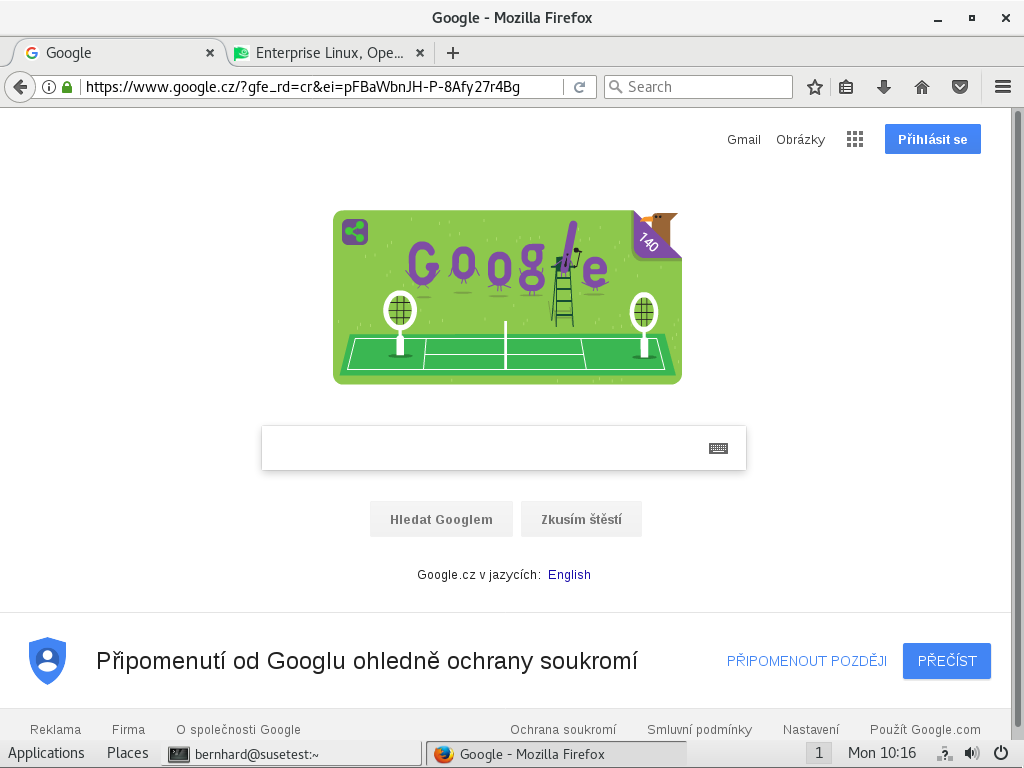 Google - Mozilla Firefox
Google
Enterprise Linux, Ope...
https://www.google.cz/?gfe_rd=cr&ei=pFBaWbnJH-P-8Afy27r4Bg
Search
Gmail Obrázky Přihlásit se
140
Google
Hledat Googlem Zkusím štěstí
Google.cz v jazycích: English
Připomenutí od Googlu ohledně ochrany soukromí PŘIPOMENOUT POZDĚJI PŘEČÍST
Reklama Firma O společnosti Google Ochrana soukromí Smluvní podmínky Nastavení Použít Google.com
Applications Places bernhard@susetest:~ Google - Mozilla Firefox 1 Mon 10:16